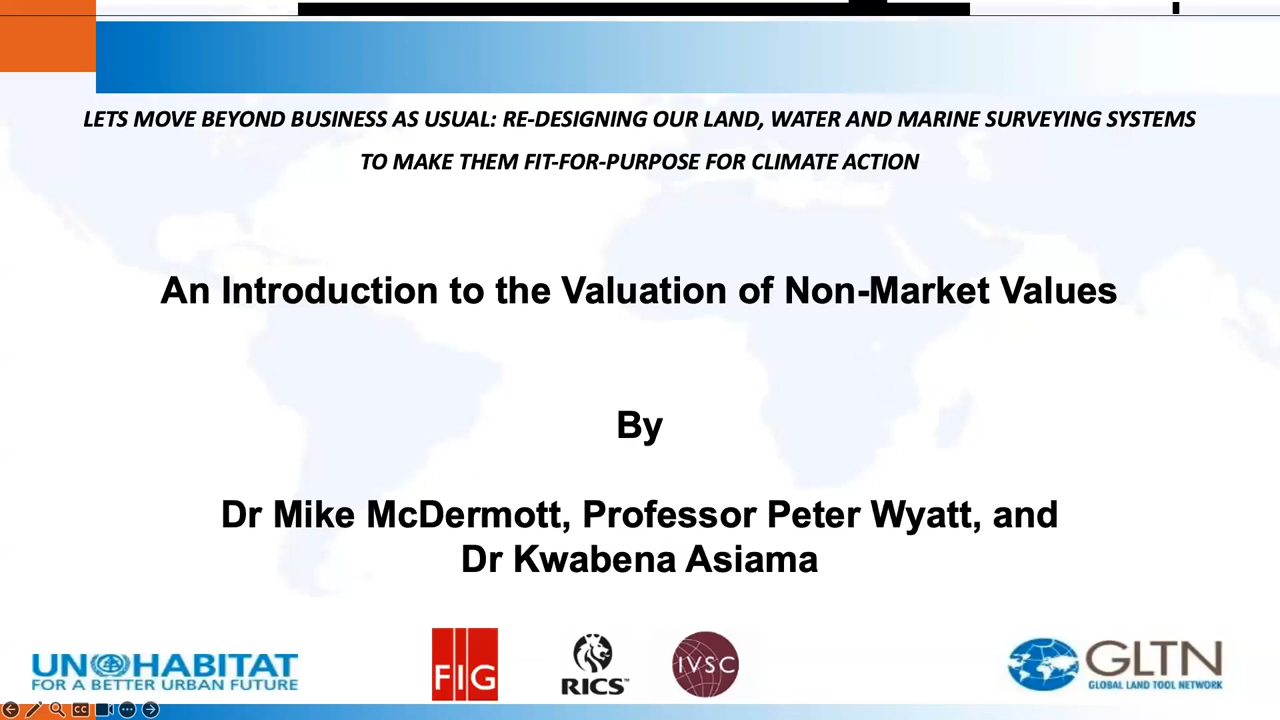 LETS MOVE BEYOND BUSINESS AS USUAL: RE-DESIGNING OUR LAND, WATER AND MARINE SURVEYING SYSTEMS
TO MAKE THEM FIT-FOR-PURPOSE FOR CLIMATE ACTION
An Introduction to the Valuation of Non-Market Values
By
Dr Mike McDermott, Professor Peter Wyatt, and
Dr Kwabena Asiama
UN HABITAT
FOR A BETTER URBAN FUTURE
FIG
RICS™
IVSC
GLTN
GLOBAL LAND TOOL NETWORK
CC